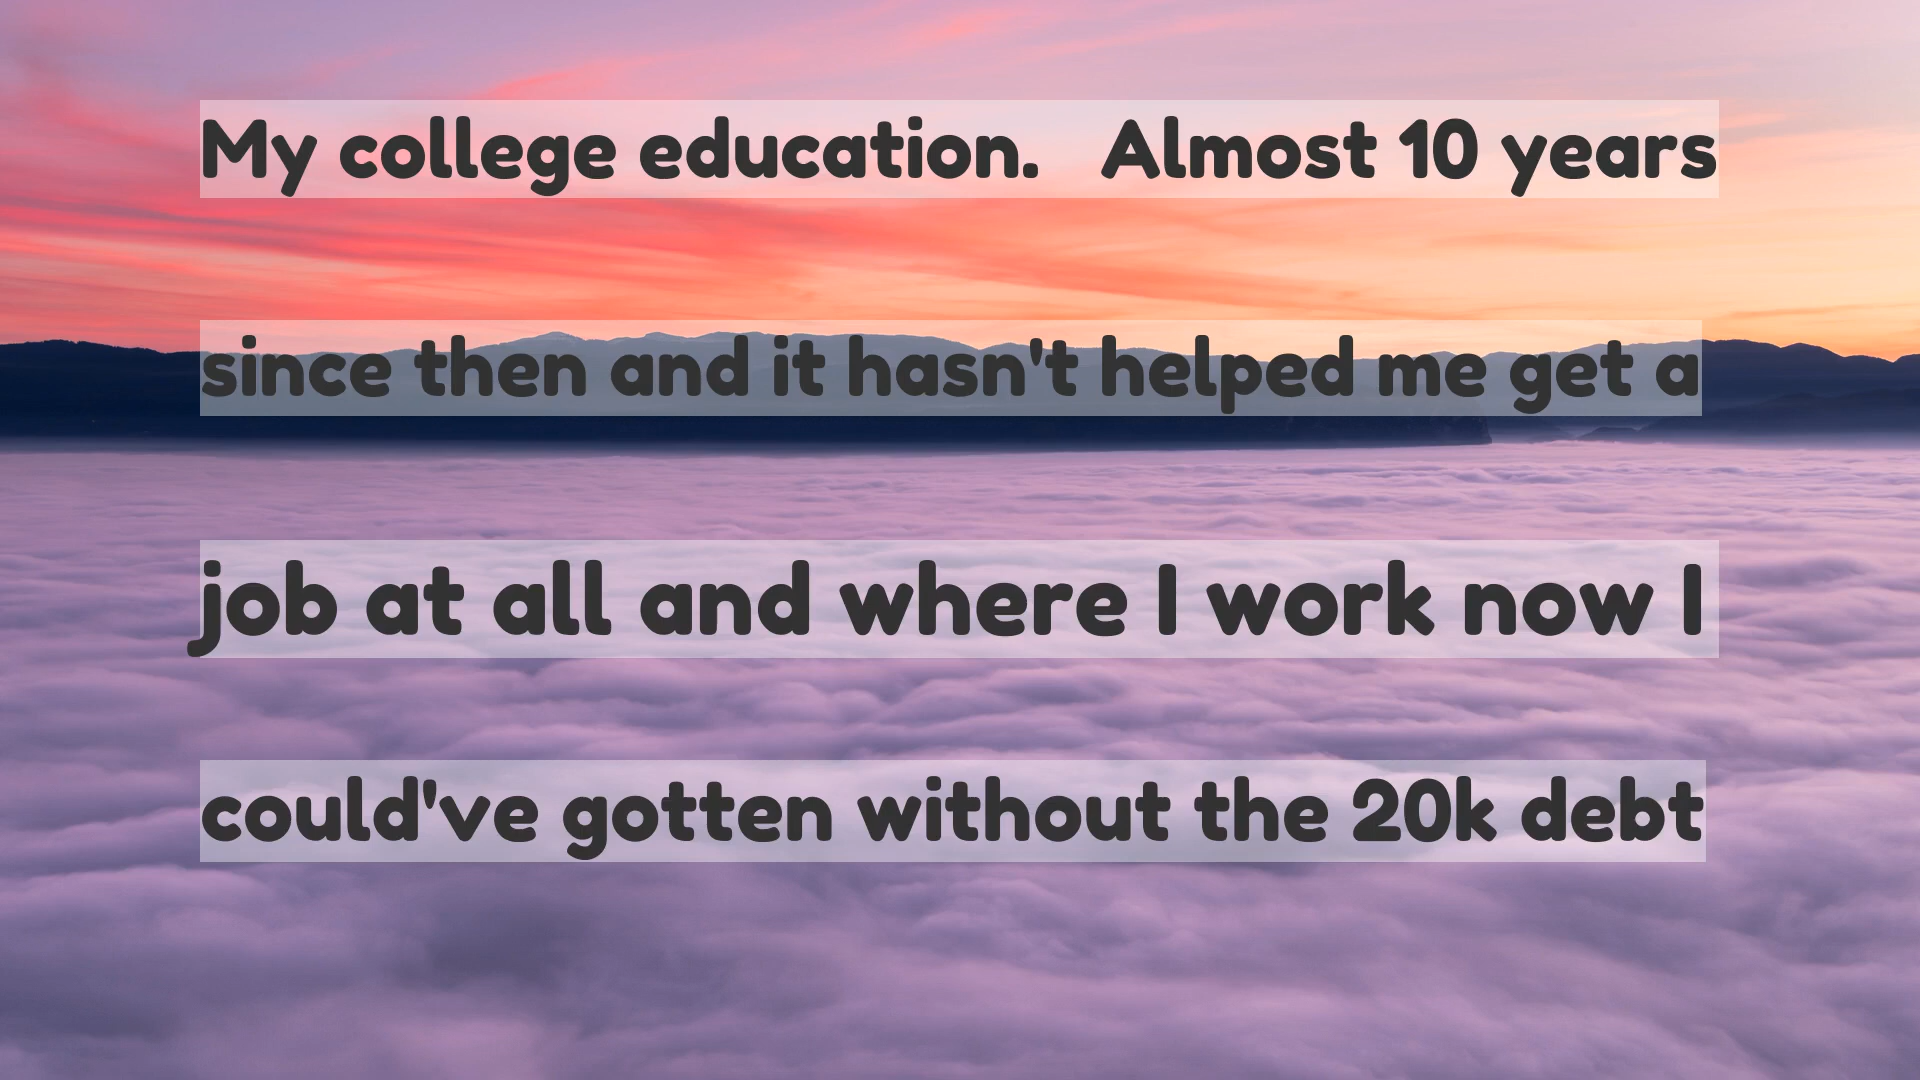 My college education.   Almost 10 years
since then and it hasn't helped me get a
job at all and where I work now I
could've gotten without the 20k debt